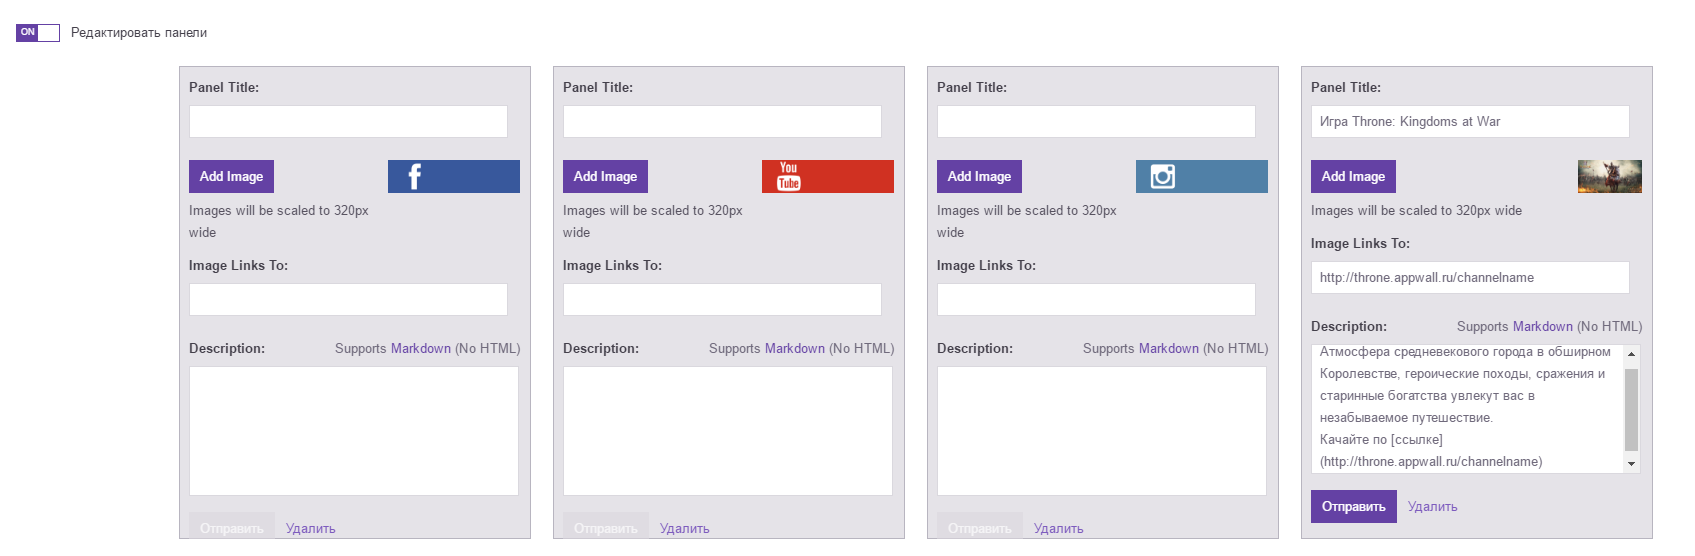 ON Редактировать панели
Panel Title:
Add Image
f
Images will be scaled to 320px
wide
Image Links To:
Description: Supports Markdown (No HTML)
Отправить Удалить
Panel Title:
Add Image
You
Tube
Images will be scaled to 320px
wide
Image Links To:
Description: Supports Markdown (No HTML)
Отправить Удалить
Panel Title:
Add Image
Images will be scaled to 320px
wide
Image Links To:
Description: Supports Markdown (No HTML)
Отправить Удалить
Panel Title:
Игра Throne: Kingdoms at War
Add Image
Images will be scaled to 320px wide
Image Links To:
http://throne.appwall.ru/channelname
Description: Supports Markdown (No HTML)
Атмосфера средневекового города в обширном
Королевстве, героические походы, сражения и
старинные богатства увлекут вас в
незабываемое путешествие.
Качайте по [ссылке]
(http://throne.appwall.ru/channelname)
Отправить Удалить